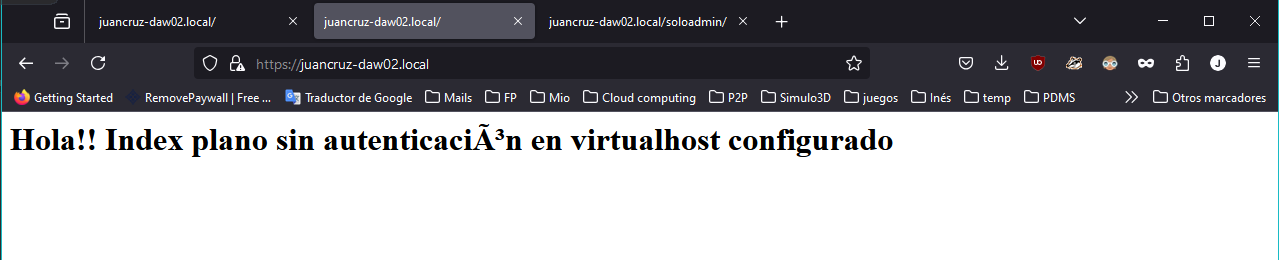 juancruz-daw02.local/ juancruz-daw02.local/ juancruz-daw02.local/soloadmin/
https://juancruz-daw02.local
Getting Started RemovePaywall | Free ... Traductor de Google Mails FP Mio Cloud computing P2P Simulo3D juegos Inés temp PDMS Otros marcadores
Hola!! Index plano sin autenticaciÃ³n en virtualhost configurado